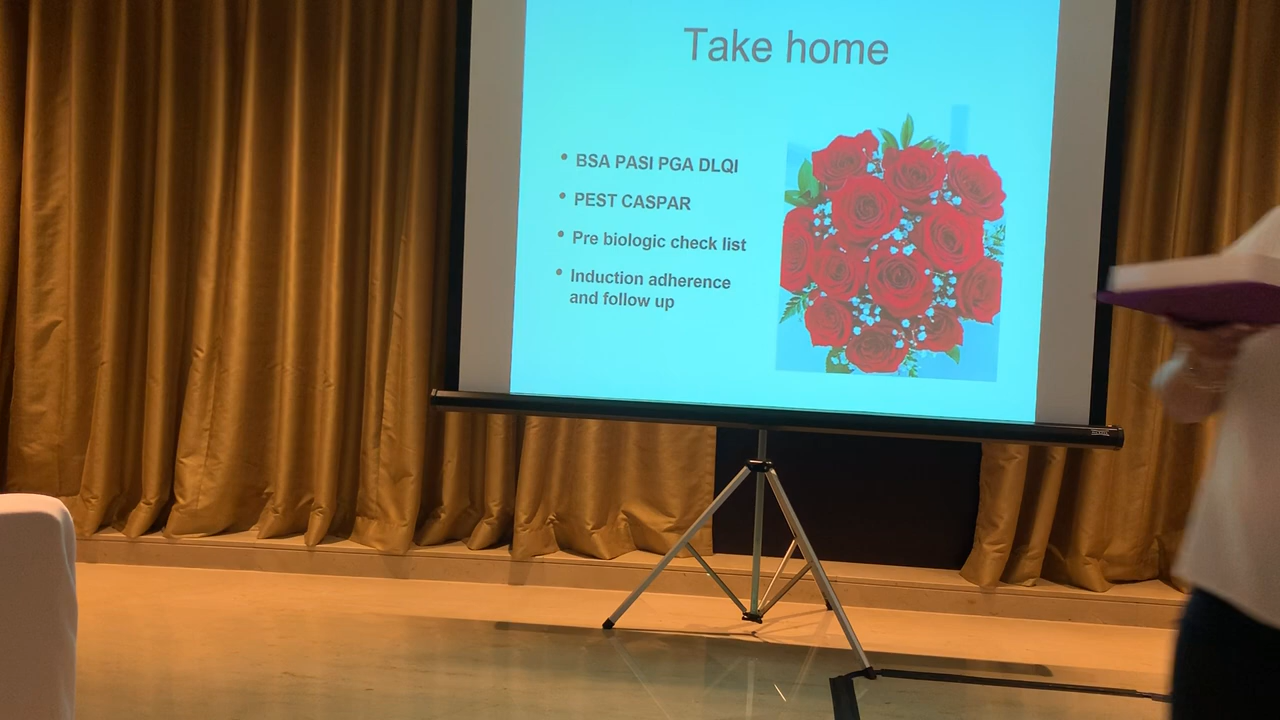 Take home
• BSA PASI PGA DLQI
• PEST CASPAR
• Pre biologic check list
• Induction adherence
and follow up